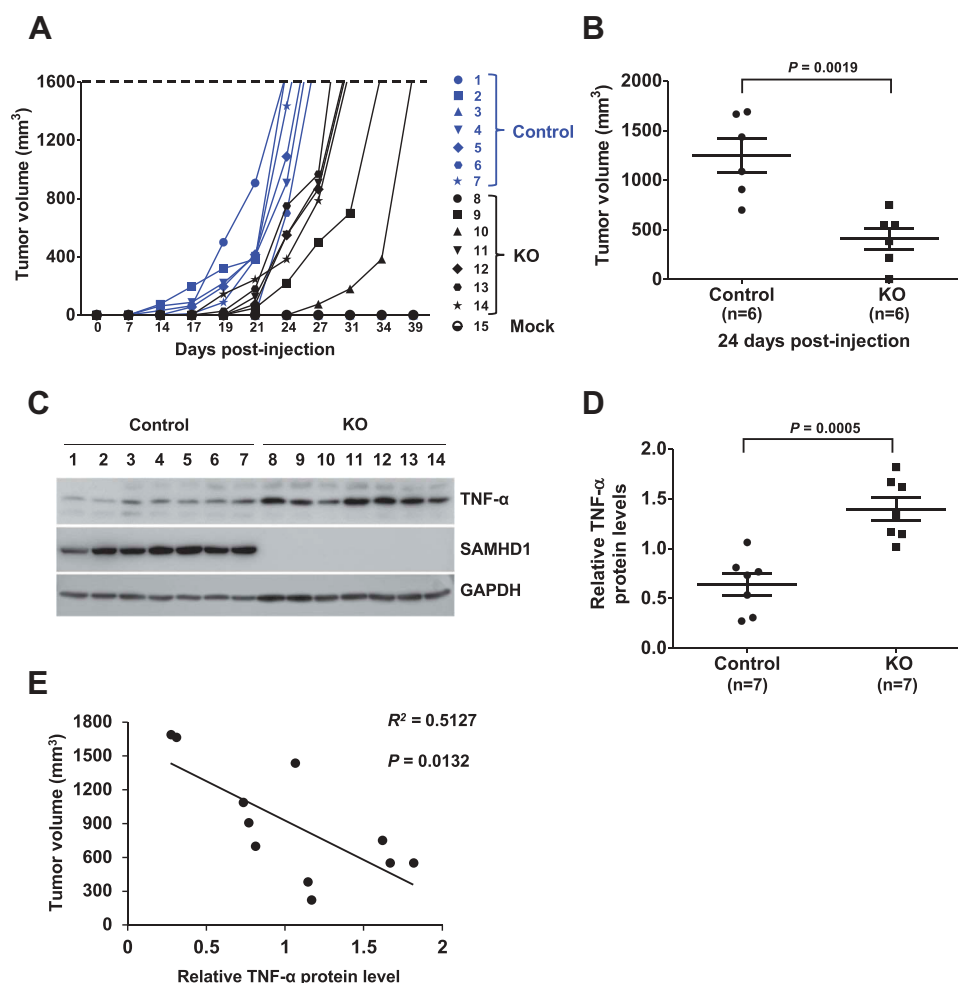 A
Tumor volume (mm³)
1600
1200
800
400
0
0 7 14 17 19 21 24 27 31 34 39
Days post-injection
1
2
3
4
5
6
7
Control
8
9
10
11
12
13
14
KO
15 Mock
B
P = 0.0019
Tumor volume (mm³)
2000
1500
1000
500
0
Control KO
(n=6) (n=6)
24 days post-injection
C
Control KO
1 2 3 4 5 6 7 8 9 10 11 12 13 14
TNF-α
SAMHD1
GAPDH
D
P = 0.0005
Relative TNF-α
protein levels
2.0
1.5
1.0
0.5
0.0
Control KO
(n=7) (n=7)
E
R² = 0.5127
P = 0.0132
Tumor volume (mm³)
1800
1500
1200
900
600
300
0
0 0.5 1 1.5 2
Relative TNF-α protein level